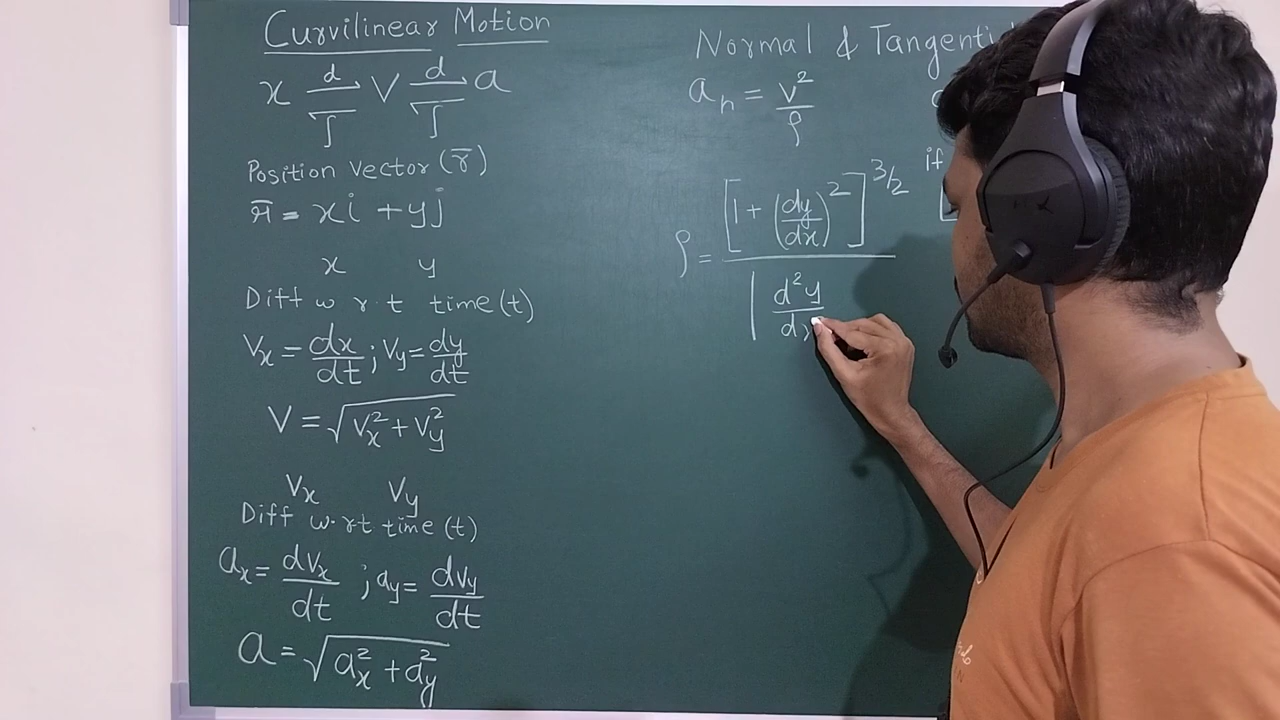 Curvilinear Motion
x d ⇌ ∫ V d ⇌ ∫ a
Position vector (r̅)
r̅ = xi + yj
x y
Diff w r.t time (t)
Vx = dx/dt ; Vy = dy/dt
V = √(Vx² + Vy²)
Vx Vy
Diff w.rt time (t)
ax = dvx/dt ; ay = dvy/dt
a = √(ax² + ay²)
Normal & Tangenti
an = v²/ρ
if
ρ = [1 + (dy/dx)²]^3/2
| d²y/dx